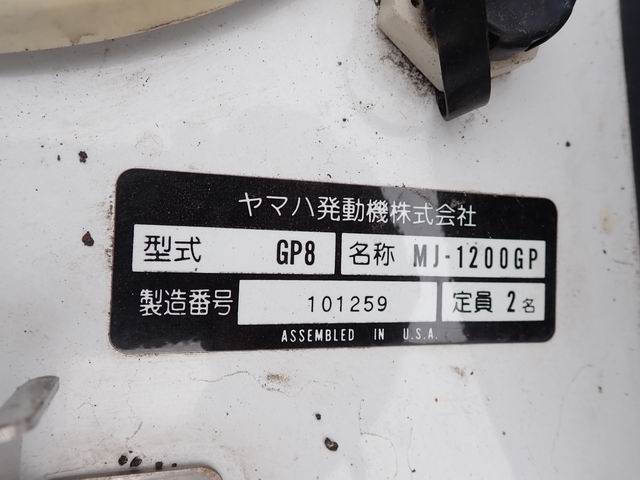 ヤマハ発動機株式会社
型式 GP8 名称 MJ-1200GP
製造番号 101259 定員 2名
ASSEMBLED IN U.S.A.